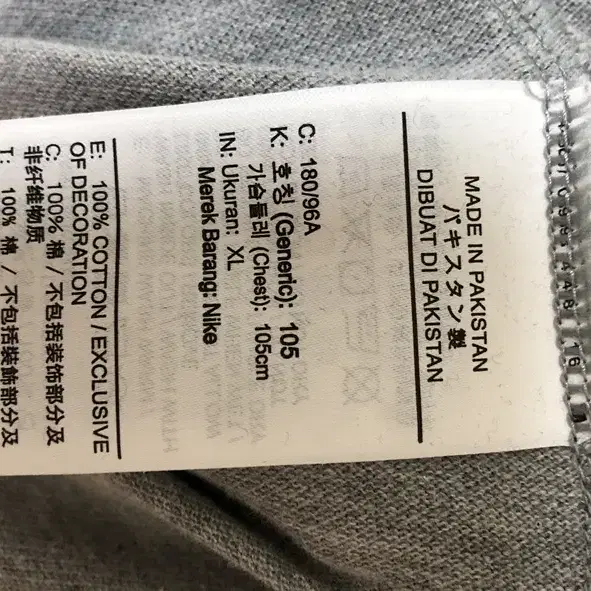 MADE IN PAKISTAN
パキスタン製
DIBUAT DI PAKISTAN
C: 180/96A
K: 호칭 (Generic): 105
가슴둘레 (Chest): 105cm
IN: Ukuran: XL
Merek Barang: Nike
E: 100% COTTON / EXCLUSIVE
OF DECORATION
C: 100% 棉 / 不包括装饰部分及
非纤维物质
T: 100% 棉 / 不包括裝飾部分及